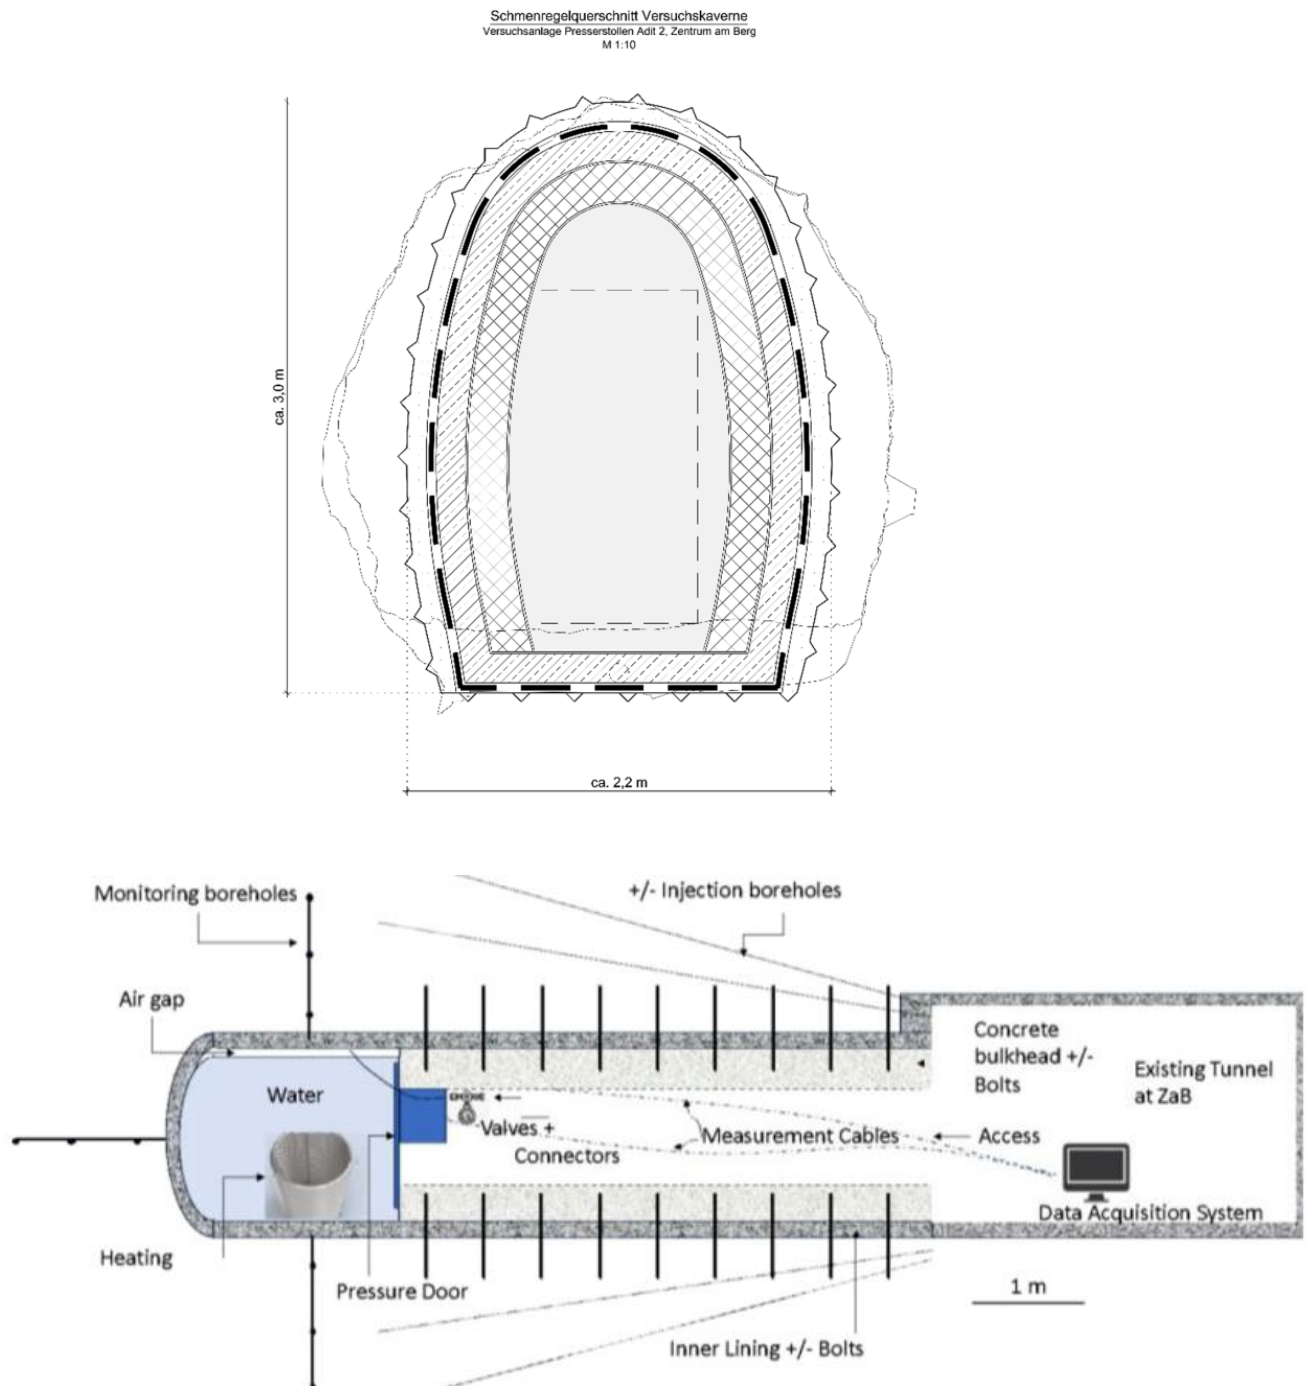 Schmenregelquerschnitt Versuchskaverne
Versuchsanlage Presserstollen Adit 2, Zentrum am Berg
M 1:10
ca. 3,0 m
ca. 2,2 m
Monitoring boreholes
+/- Injection boreholes
Air gap
Concrete
bulkhead +/-
Bolts
Existing Tunnel
at ZaB
Water
Valves +
Connectors
Measurement Cables
Access
Data Acquisition System
Heating
Pressure Door
1 m
Inner Lining +/- Bolts